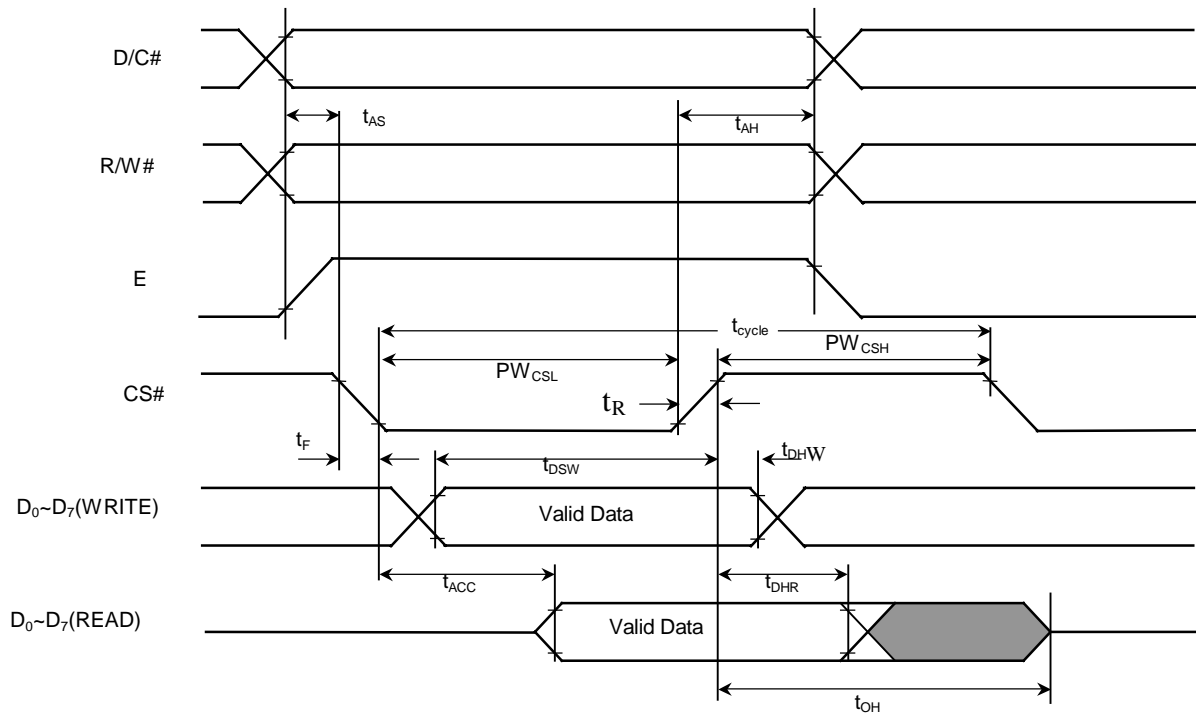 D/C#
tAS
tAH
R/W#
E
tcycle
PWCSL
PWCSH
CS#
tR
tF
tDSW
tDHW
D0~D7(WRITE)
Valid Data
tACC
tDHR
D0~D7(READ)
Valid Data
tOH